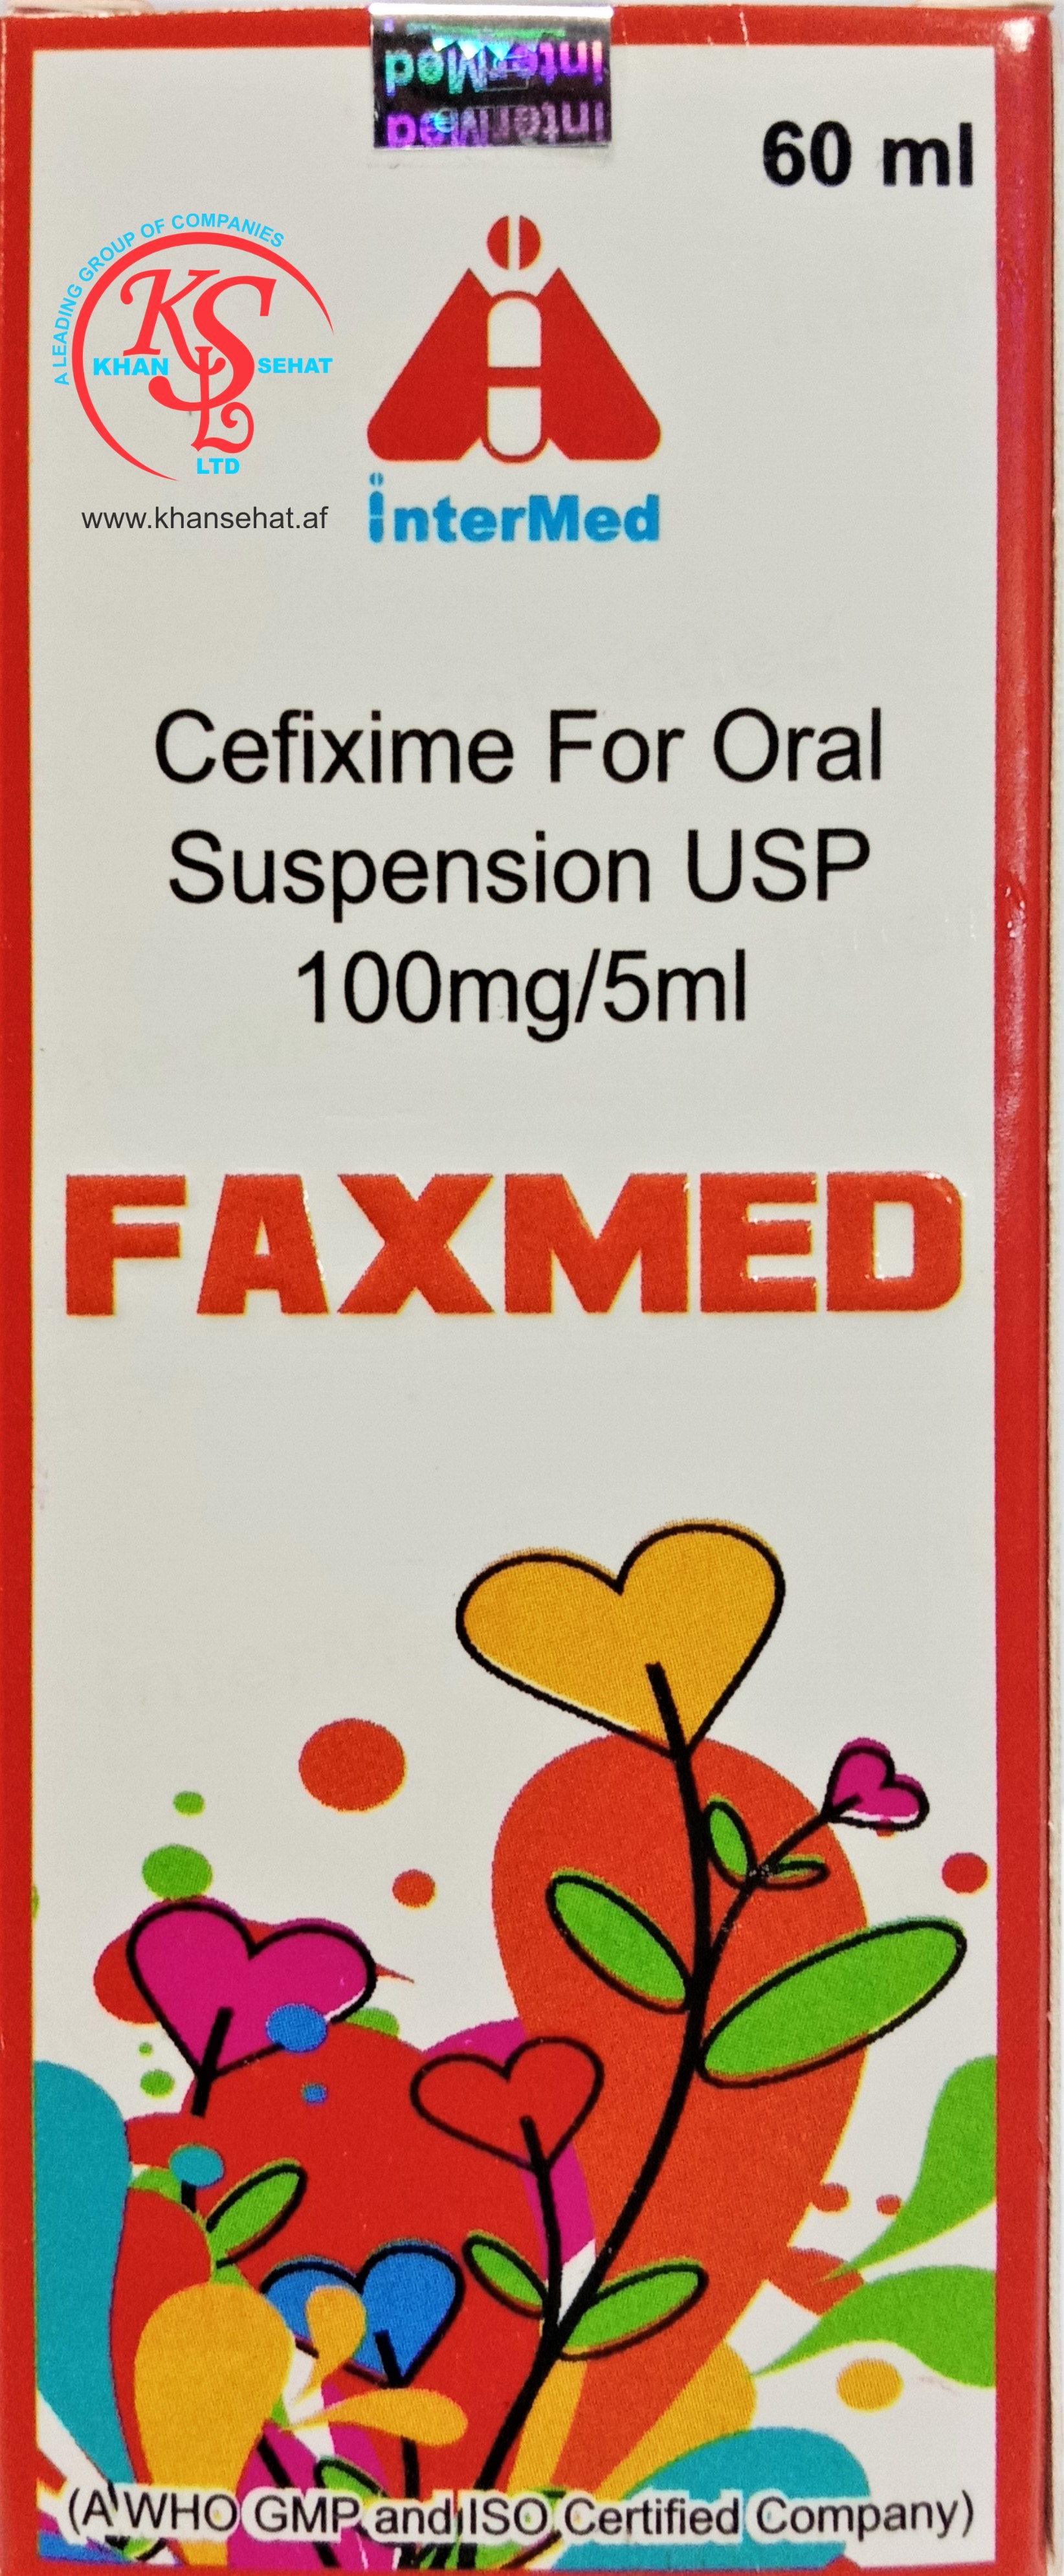 interMed
interMed
60 ml
A LEADING GROUP OF COMPANIES
KSL
KHAN SEHAT
LTD
www.khansehat.af
interMed
Cefixime For Oral
Suspension USP
100mg/5ml
FAXMED
(A WHO GMP and ISO Certified Company)